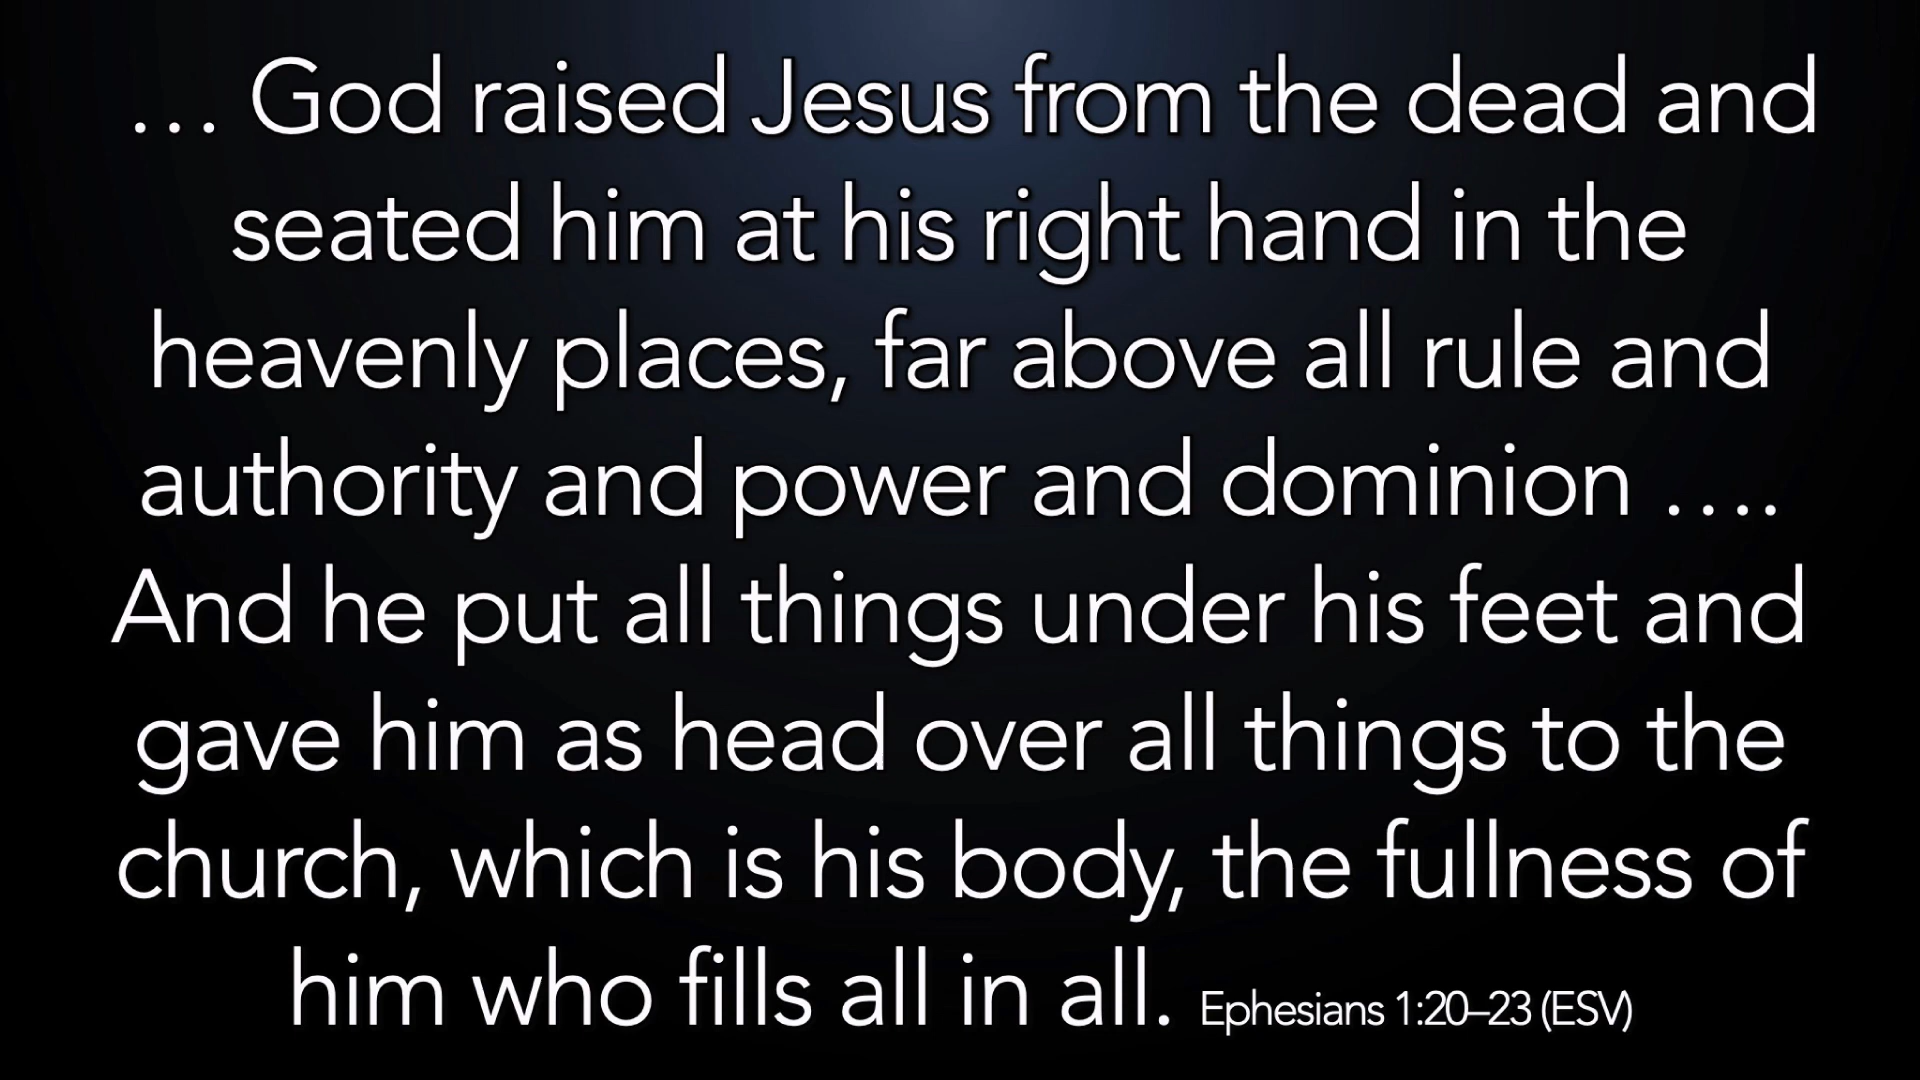 … God raised Jesus from the dead and
seated him at his right hand in the
heavenly places, far above all rule and
authority and power and dominion ….
And he put all things under his feet and
gave him as head over all things to the
church, which is his body, the fullness of
him who fills all in all. Ephesians 1:20–23 (ESV)